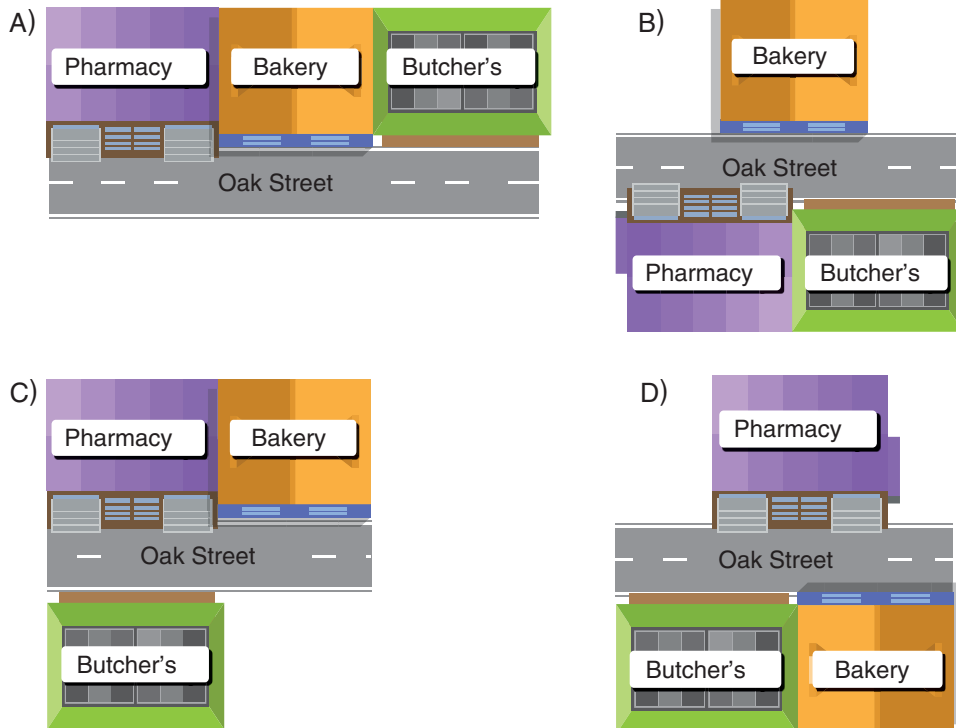 A)
Pharmacy
Bakery
Butcher's
Oak Street
B)
Bakery
Oak Street
Pharmacy
Butcher's
C)
Pharmacy
Bakery
Oak Street
Butcher's
D)
Pharmacy
Oak Street
Butcher's
Bakery